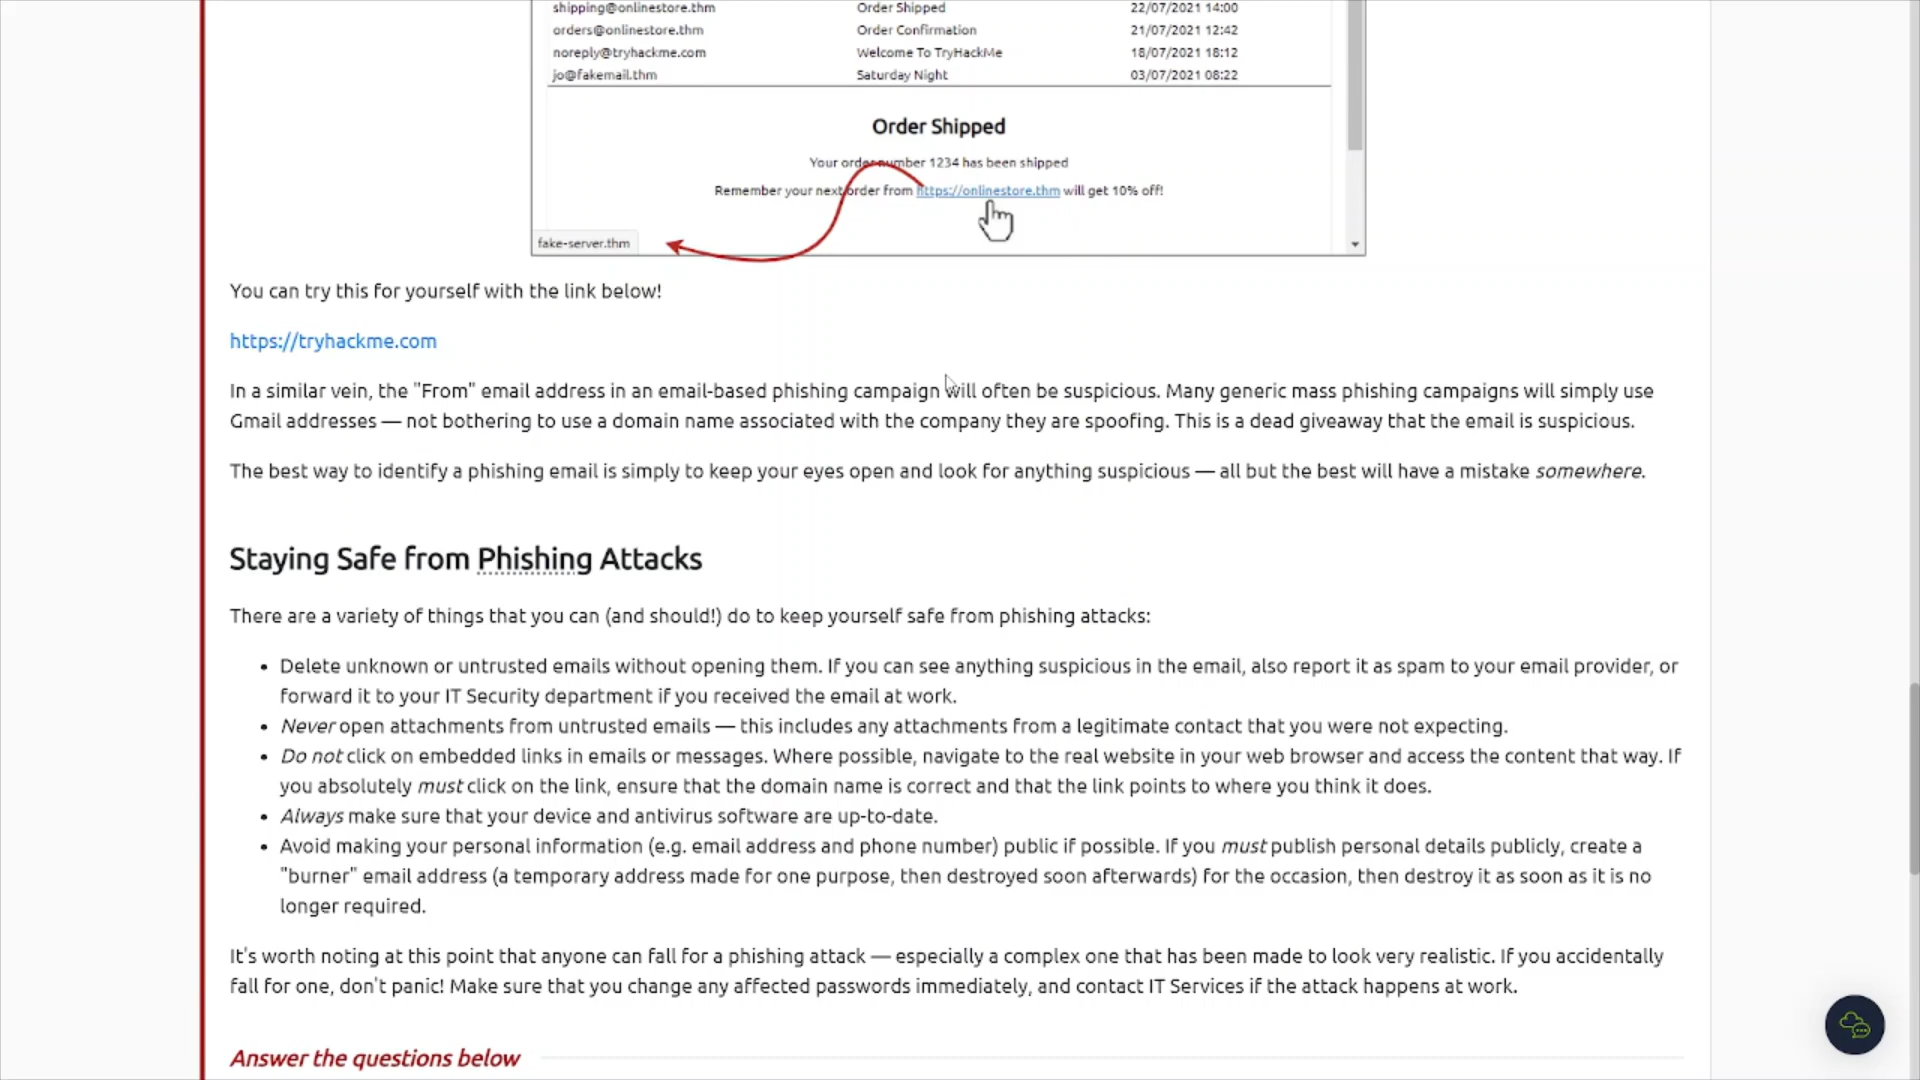 shipping@onlinestore.thm Order Shipped 22/07/2021 14:00
orders@onlinestore.thm Order Confirmation 21/07/2021 12:42
noreply@tryhackme.com Welcome To TryHackMe 18/07/2021 18:12
jo@fakemail.thm Saturday Night 03/07/2021 08:22
Order Shipped
Your order number 1234 has been shipped
Remember your next order from https://onlinestore.thm will get 10% off!
fake-server.thm
You can try this for yourself with the link below!
https://tryhackme.com
In a similar vein, the "From" email address in an email-based phishing campaign will often be suspicious. Many generic mass phishing campaigns will simply use
Gmail addresses — not bothering to use a domain name associated with the company they are spoofing. This is a dead giveaway that the email is suspicious.
The best way to identify a phishing email is simply to keep your eyes open and look for anything suspicious — all but the best will have a mistake somewhere.
Staying Safe from Phishing Attacks
There are a variety of things that you can (and should!) do to keep yourself safe from phishing attacks:
• Delete unknown or untrusted emails without opening them. If you can see anything suspicious in the email, also report it as spam to your email provider, or
forward it to your IT Security department if you received the email at work.
• Never open attachments from untrusted emails — this includes any attachments from a legitimate contact that you were not expecting.
• Do not click on embedded links in emails or messages. Where possible, navigate to the real website in your web browser and access the content that way. If
you absolutely must click on the link, ensure that the domain name is correct and that the link points to where you think it does.
• Always make sure that your device and antivirus software are up-to-date.
• Avoid making your personal information (e.g. email address and phone number) public if possible. If you must publish personal details publicly, create a
"burner" email address (a temporary address made for one purpose, then destroyed soon afterwards) for the occasion, then destroy it as soon as it is no
longer required.
It's worth noting at this point that anyone can fall for a phishing attack — especially a complex one that has been made to look very realistic. If you accidentally
fall for one, don't panic! Make sure that you change any affected passwords immediately, and contact IT Services if the attack happens at work.
Answer the questions below